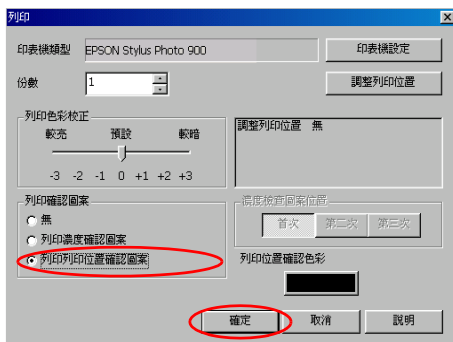 列印
印表機類型 EPSON Stylus Photo 900 印表機設定
份數 1 調整列印位置
列印色彩校正
較亮 預設 較暗
-3 -2 -1 0 +1 +2 +3
調整列印位置 無
列印確認圖案
無
列印濃度確認圖案
列印列印位置確認圖案
濃度檢查圖案位置
首次 第二次 第三次
列印位置確認色彩
確定 取消 說明